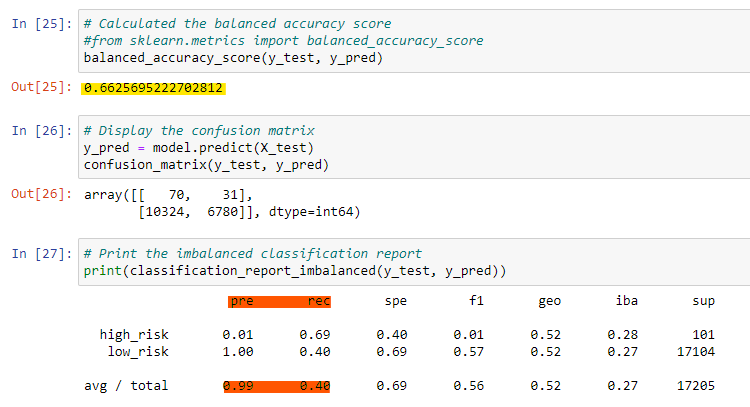 In [25]: # Calculated the balanced accuracy score
#from sklearn.metrics import balanced_accuracy_score
balanced_accuracy_score(y_test, y_pred)
Out[25]: 0.6625695222702812
In [26]: # Display the confusion matrix
y_pred = model.predict(X_test)
confusion_matrix(y_test, y_pred)
Out[26]: array([[   70,    31],
       [10324,  6780]], dtype=int64)
In [27]: # Print the imbalanced classification report
print(classification_report_imbalanced(y_test, y_pred))
pre rec spe f1 geo iba sup
high_risk 0.01 0.69 0.40 0.01 0.52 0.28 101
low_risk 1.00 0.40 0.69 0.57 0.52 0.27 17104
avg / total 0.99 0.40 0.69 0.56 0.52 0.27 17205